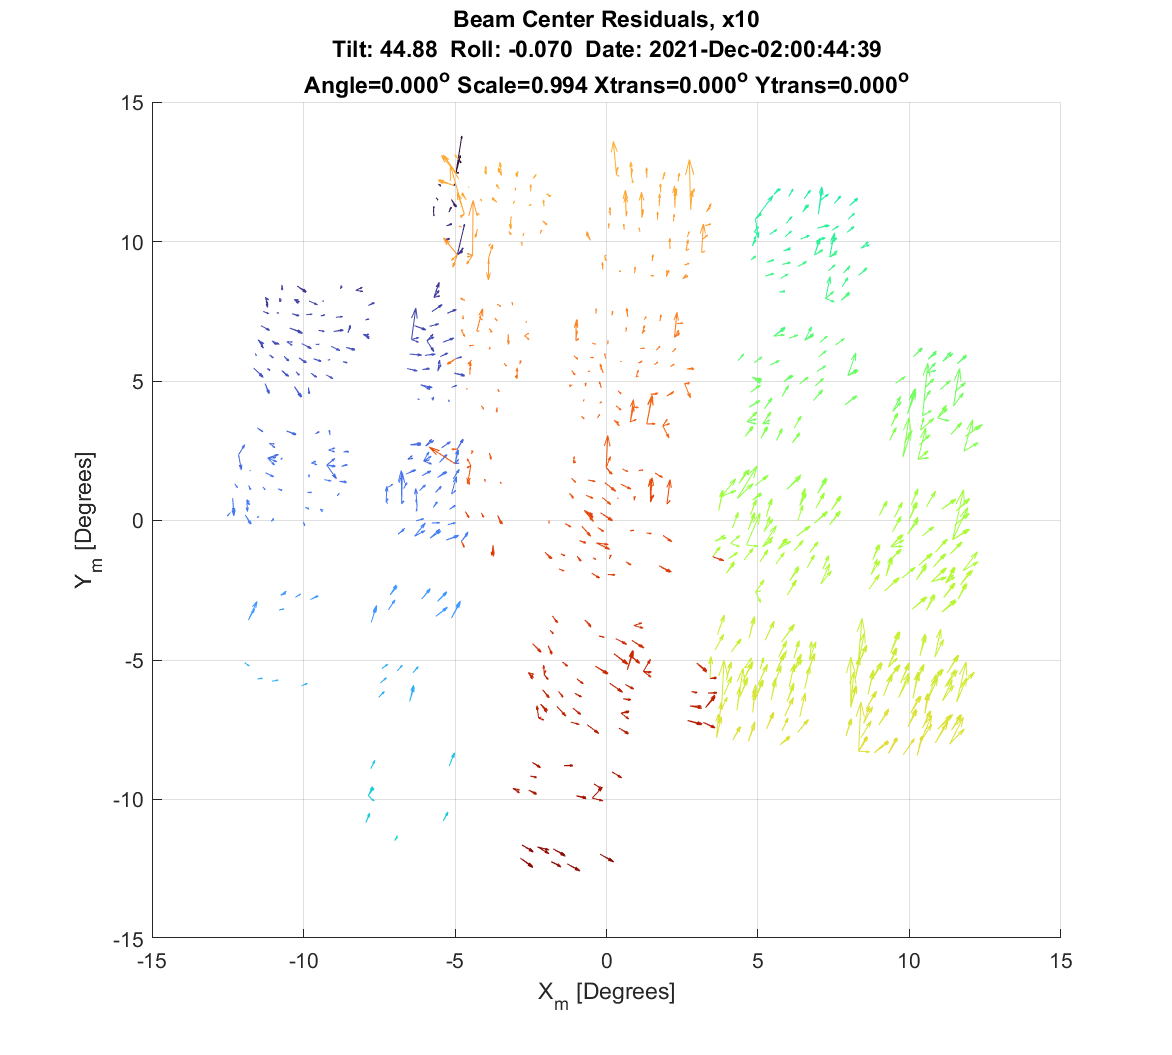 Beam Center Residuals, x10
Tilt: 44.88 Roll: -0.070 Date: 2021-Dec-02:00:44:39
Angle=0.000° Scale=0.994 Xtrans=0.000° Ytrans=0.000°
15
10
5
0
-5
-10
-15
Y_m [Degrees]
-15 -10 -5 0 5 10 15
X_m [Degrees]